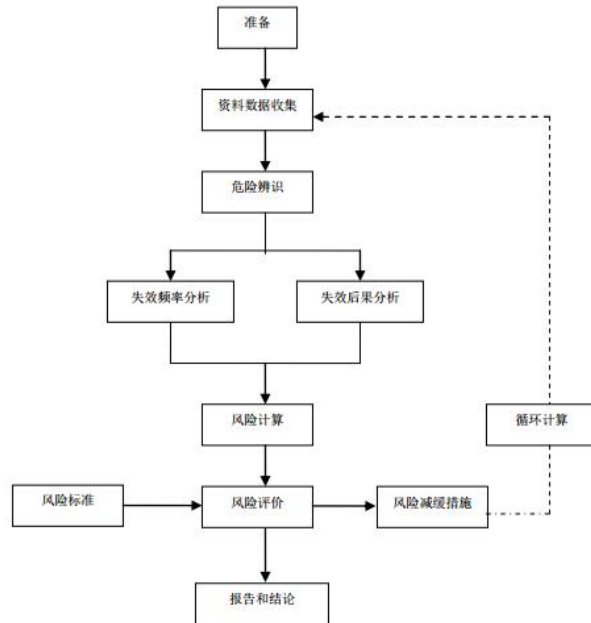 准备
资料数据收集
危险辨识
失效频率分析
失效后果分析
风险计算
循环计算
风险标准
风险评价
风险减缓措施
报告和结论